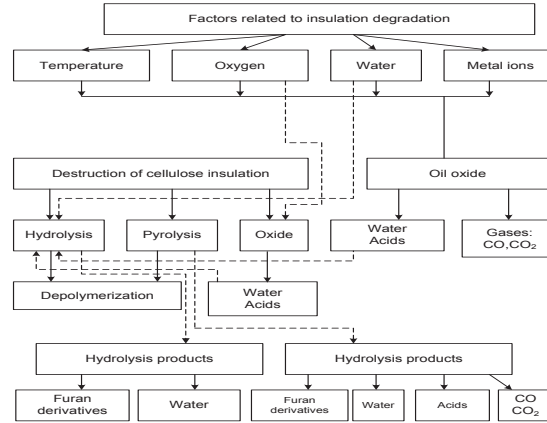 Factors related to insulation degradation
Temperature
Oxygen
Water
Metal ions
Destruction of cellulose insulation
Oil oxide
Hydrolysis
Pyrolysis
Oxide
Water
Acids
Gases:
CO,CO₂
Depolymerization
Water
Acids
Hydrolysis products
Hydrolysis products
Furan
derivatives
Water
Furan
derivatives
Water
Acids
CO
CO₂